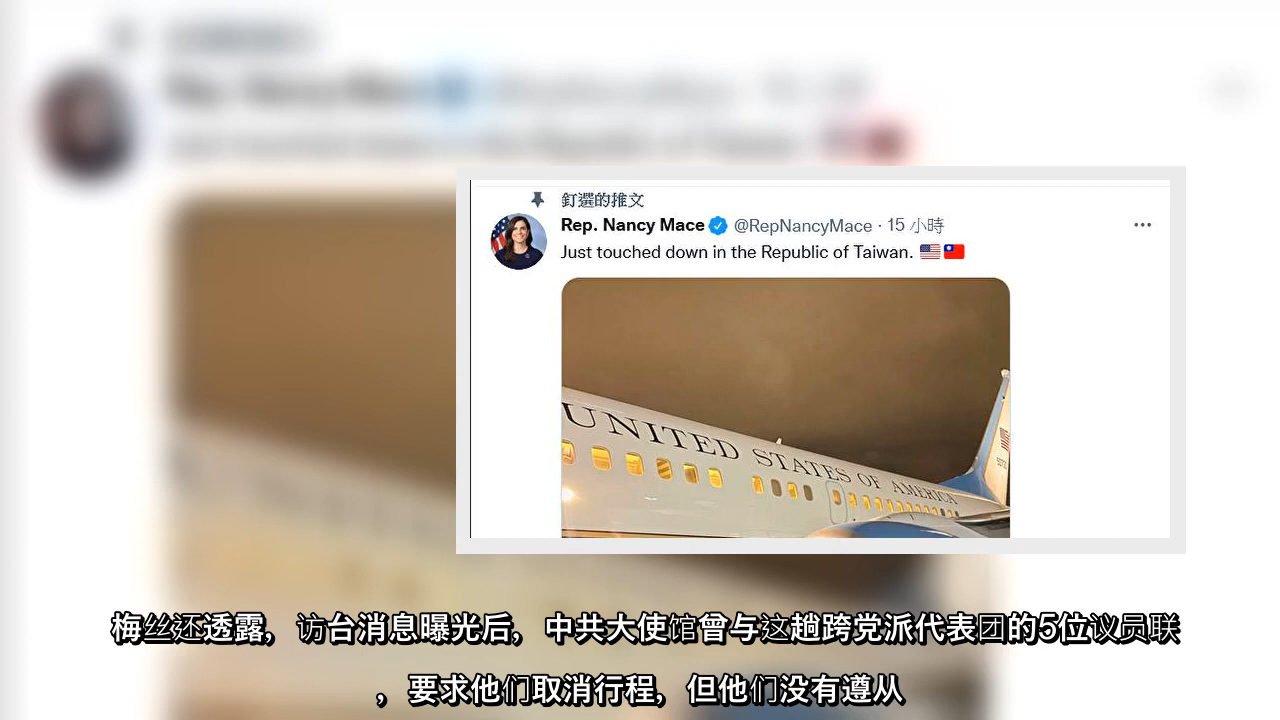 釘選的推文
Rep. Nancy Mace @RepNancyMace · 15 小時
Just touched down in the Republic of Taiwan. 🇺🇸🇹🇼
UNITED STATES OF AMERICA
梅丝还透露，访台消息曝光后，中共大使馆曾与这趟跨党派代表团的5位议员联
，要求他们取消行程，但他们没有遵从